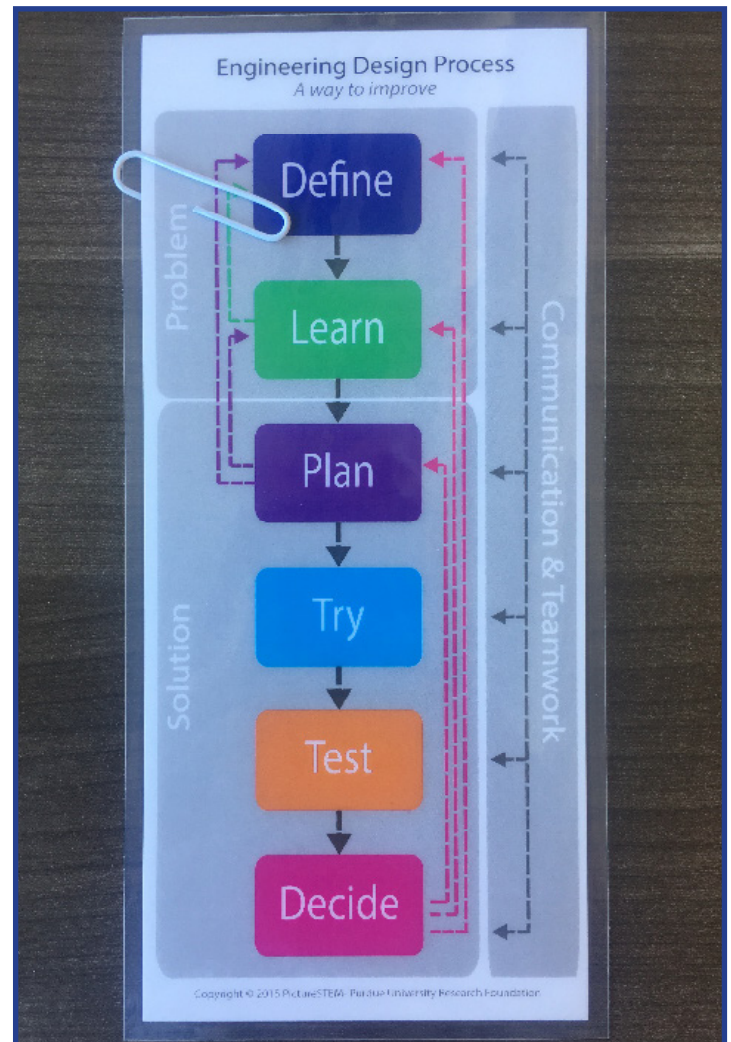 Engineering Design Process
A way to improve
Problem
Define
Learn
Solution
Plan
Try
Test
Decide
Communication & Teamwork
Copyright © 2015 PictureSTEM- Purdue University Research Foundation